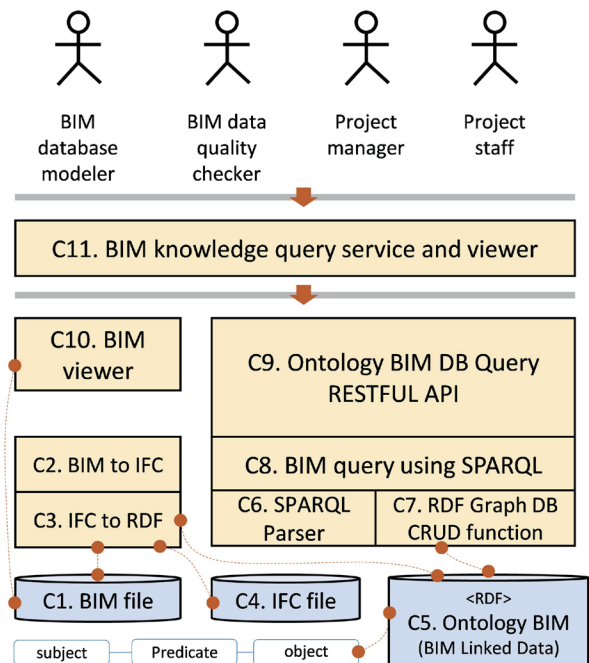 BIM
database
modeler
BIM data
quality
checker
Project
manager
Project
staff
C11. BIM knowledge query service and viewer
C10. BIM
viewer
C9. Ontology BIM DB Query
RESTFUL API
C2. BIM to IFC
C8. BIM query using SPARQL
C3. IFC to RDF
C6. SPARQL
Parser
C7. RDF Graph DB
CRUD function
C1. BIM file
C4. IFC file
<RDF>
C5. Ontology BIM
(BIM Linked Data)
subject
Predicate
object